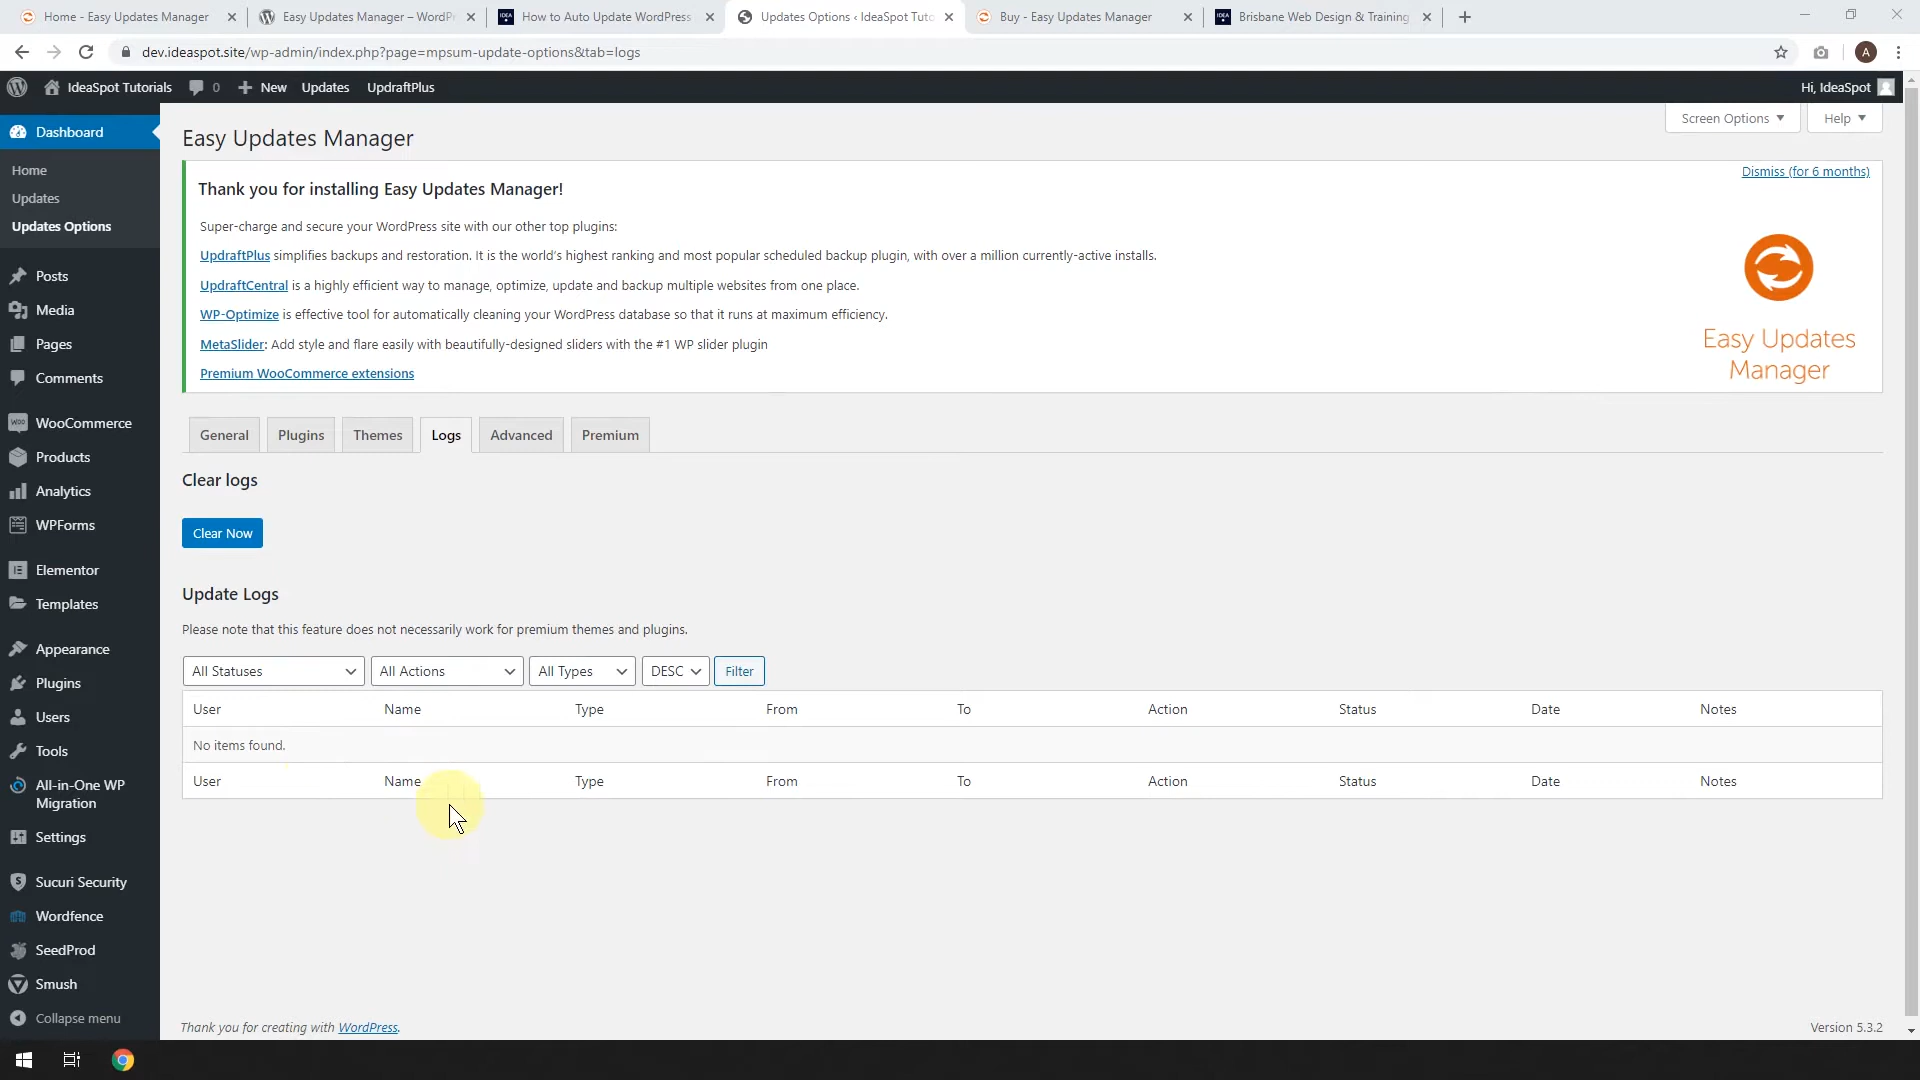 Home - Easy Updates Manager
Easy Updates Manager – WordPr
How to Auto Update WordPress
Updates Options ‹ IdeaSpot Tuto
Buy - Easy Updates Manager
Brisbane Web Design & Training
dev.ideaspot.site/wp-admin/index.php?page=mpsum-update-options&tab=logs
A
IdeaSpot Tutorials
0
New
Updates
UpdraftPlus
Hi, IdeaSpot
Dashboard
Home
Updates
Updates Options
Posts
Media
Pages
Comments
WooCommerce
Products
Analytics
WPForms
Elementor
Templates
Appearance
Plugins
Users
Tools
All-in-One WP
Migration
Settings
Sucuri Security
Wordfence
SeedProd
Smush
Collapse menu
Screen Options
Help
Easy Updates Manager
Dismiss (for 6 months)
Thank you for installing Easy Updates Manager!
Super-charge and secure your WordPress site with our other top plugins:
UpdraftPlus simplifies backups and restoration. It is the world's highest ranking and most popular scheduled backup plugin, with over a million currently-active installs.
UpdraftCentral is a highly efficient way to manage, optimize, update and backup multiple websites from one place.
WP-Optimize is effective tool for automatically cleaning your WordPress database so that it runs at maximum efficiency.
MetaSlider: Add style and flare easily with beautifully-designed sliders with the #1 WP slider plugin
Premium WooCommerce extensions
Easy Updates
Manager
General
Plugins
Themes
Logs
Advanced
Premium
Clear logs
Clear Now
Update Logs
Please note that this feature does not necessarily work for premium themes and plugins.
All Statuses
All Actions
All Types
DESC
Filter
User Name Type From To Action Status Date Notes
No items found.
User Name Type From To Action Status Date Notes
Thank you for creating with WordPress.
Version 5.3.2